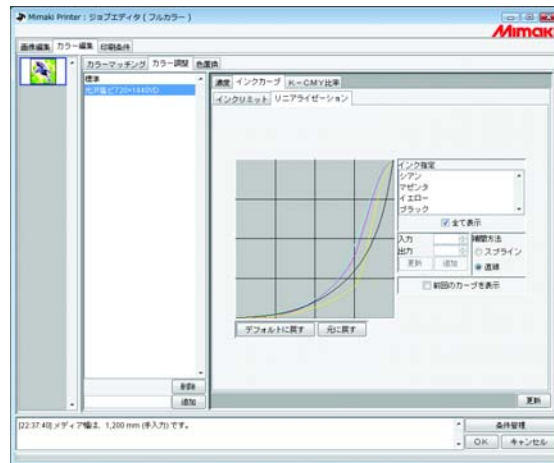 Mimaki Printer : ジョブエディタ ( フルカラー )
Mimaki
画像編集 カラー編集 印刷条件
カラーマッチング カラー調整 色置換
標準
光沢塩ビ720×1440VD
濃度 インクカーブ K-CMY比率
インクリミット リニアライゼーション
インク指定
シアン
マゼンタ
イエロー
ブラック
全て表示
入力
出力
更新 追加
補間方法
スプライン
直線
前回のカーブを表示
デフォルトに戻す 元に戻す
削除
追加
更新
[22:37:40] メディア幅は、1,200 mm (手入力) です。
条件管理
OK キャンセル